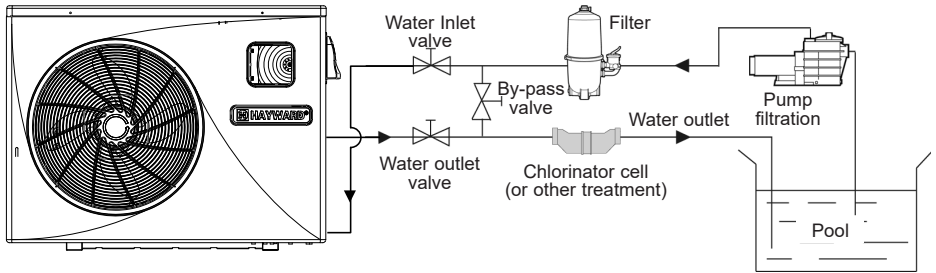 Water Inlet
valve
Filter
By-pass
valve
Pump
filtration
HAYWARD®
Water outlet
valve
Chlorinator cell
(or other treatment)
Water outlet
Pool